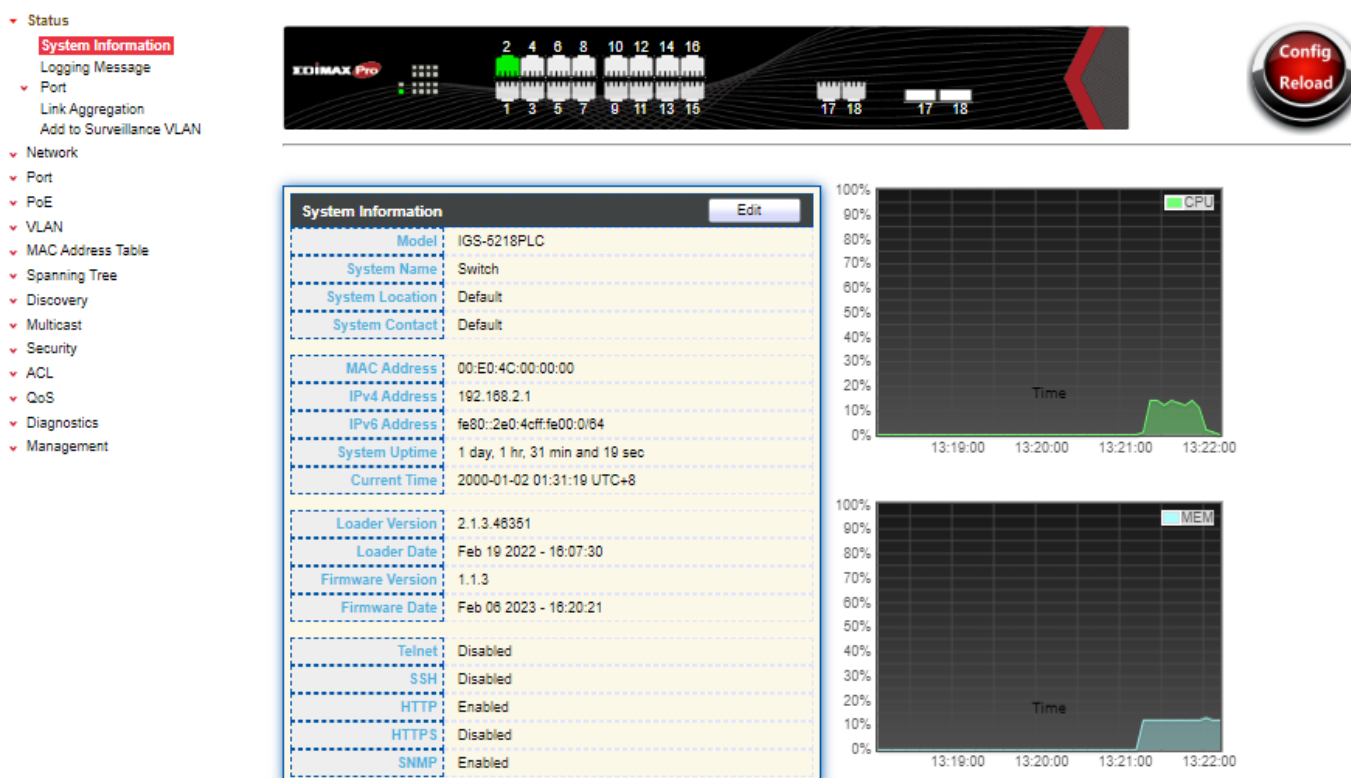 Status
System Information
Logging Message
Port
Link Aggregation
Add to Surveillance VLAN
Network
Port
PoE
VLAN
MAC Address Table
Spanning Tree
Discovery
Multicast
Security
ACL
QoS
Diagnostics
Management
EDIMAX Pro
2 4 6 8 10 12 14 16
1 3 5 7 9 11 13 15
17 18 17 18
Config
Reload
System Information Edit
Model IGS-5218PLC
System Name Switch
System Location Default
System Contact Default
MAC Address 00:E0:4C:00:00:00
IPv4 Address 192.168.2.1
IPv6 Address fe80::2e0:4cff:fe00:0/64
System Uptime 1 day, 1 hr, 31 min and 19 sec
Current Time 2000-01-02 01:31:19 UTC+8
Loader Version 2.1.3.46351
Loader Date Feb 19 2022 - 16:07:30
Firmware Version 1.1.3
Firmware Date Feb 06 2023 - 16:20:21
Telnet Disabled
SSH Disabled
HTTP Enabled
HTTPS Disabled
SNMP Enabled
100%
CPU
90%
80%
70%
60%
50%
40%
30%
20%
Time
10%
0%
13:19:00 13:20:00 13:21:00 13:22:00
100%
MEM
90%
80%
70%
60%
50%
40%
30%
20%
Time
10%
0%
13:19:00 13:20:00 13:21:00 13:22:00